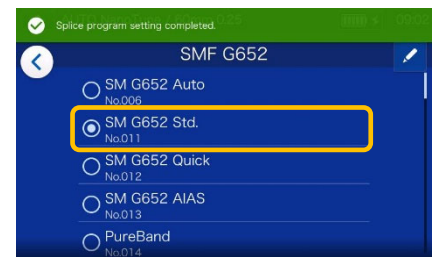 Splice program setting completed.
SMF G652
SM G652 Auto
No.006
SM G652 Std.
No.011
SM G652 Quick
No.012
SM G652 AIAS
No.013
PureBand
No.014